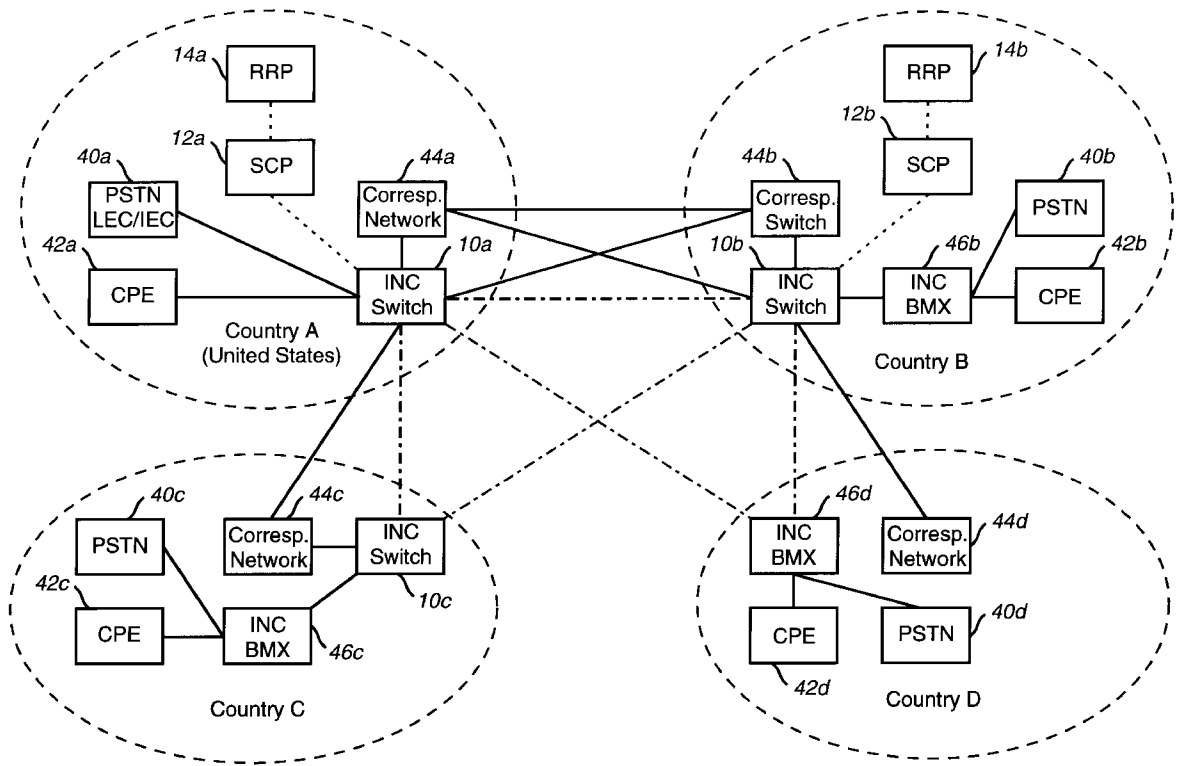 14a
RRP
12a
SCP
40a
PSTN
LEC/IEC
44a
Corresp.
Network
42a
CPE
10a
INC
Switch
Country A
(United States)
14b
RRP
12b
SCP
44b
Corresp.
Switch
40b
PSTN
10b
INC
Switch
46b
INC
BMX
42b
CPE
Country B
40c
PSTN
44c
Corresp.
Network
INC
Switch
10c
42c
CPE
INC
BMX
46c
Country C
46d
INC
BMX
Corresp.
Network
44d
CPE
42d
PSTN
40d
Country D